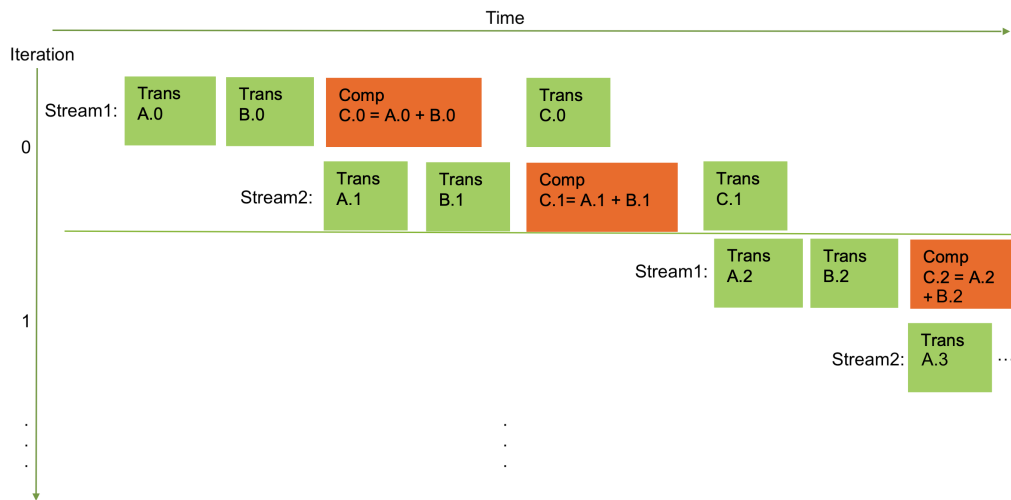 Time
Iteration
Stream1:
Trans
A.0
Trans
B.0
Comp
C.0 = A.0 + B.0
Trans
C.0
0
Stream2:
Trans
A.1
Trans
B.1
Comp
C.1= A.1 + B.1
Trans
C.1
Stream1:
Trans
A.2
Trans
B.2
Comp
C.2 = A.2
+ B.2
1
Stream2:
Trans
A.3
...